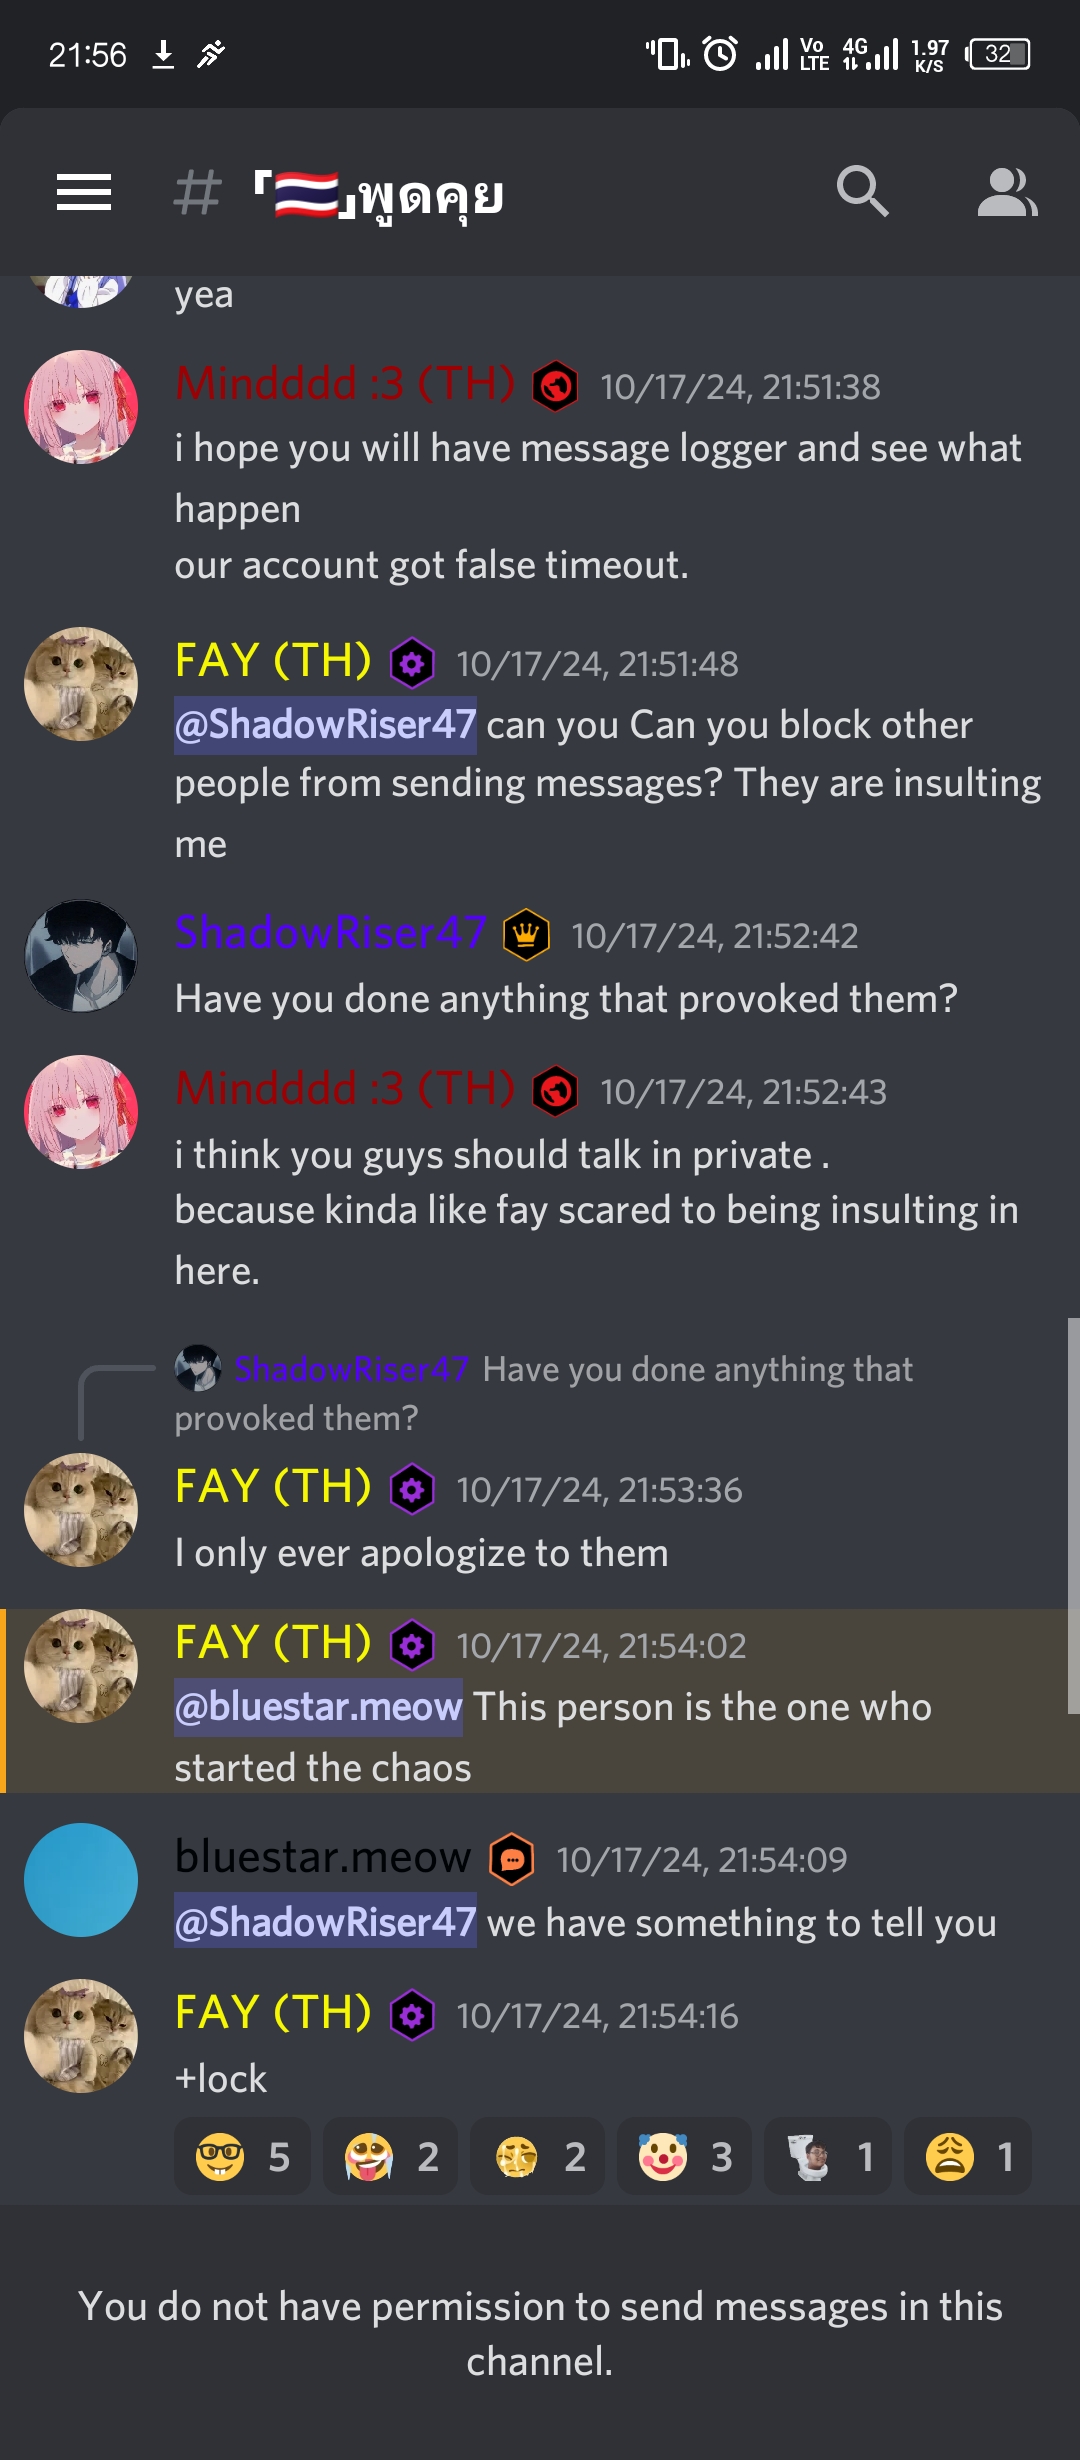 21:56
Vo LTE 4G 1.97 K/S 32
# 「🇹🇭」พูดคุย
yea
Mindddd :3 (TH) 10/17/24, 21:51:38
i hope you will have message logger and see what
happen
our account got false timeout.
FAY (TH) 10/17/24, 21:51:48
@ShadowRiser47 can you Can you block other
people from sending messages? They are insulting
me
ShadowRiser47 10/17/24, 21:52:42
Have you done anything that provoked them?
Mindddd :3 (TH) 10/17/24, 21:52:43
i think you guys should talk in private .
because kinda like fay scared to being insulting in
here.
ShadowRiser47 Have you done anything that
provoked them?
FAY (TH) 10/17/24, 21:53:36
I only ever apologize to them
FAY (TH) 10/17/24, 21:54:02
@bluestar.meow This person is the one who
started the chaos
bluestar.meow 10/17/24, 21:54:09
@ShadowRiser47 we have something to tell you
FAY (TH) 10/17/24, 21:54:16
+lock
5 2 2 3 1 1
You do not have permission to send messages in this
channel.